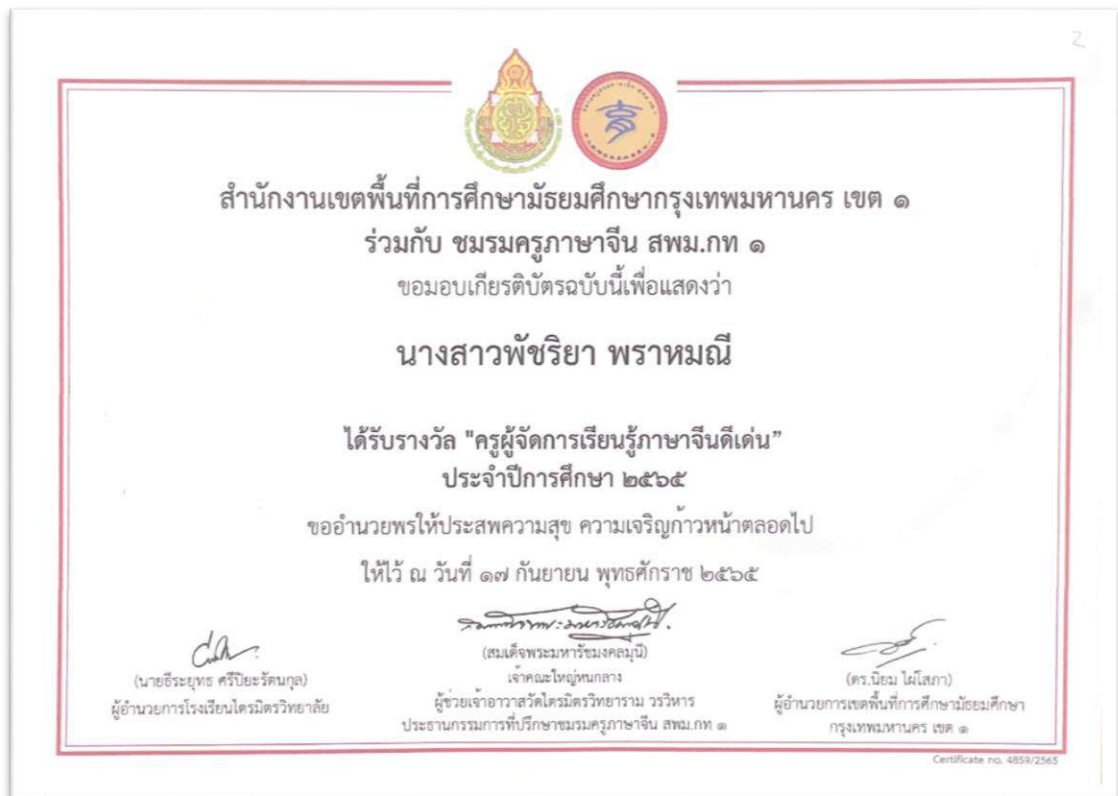 2
สำนักงานเขตพื้นที่การศึกษามัธยมศึกษากรุงเทพมหานคร เขต ๑
ร่วมกับ ชมรมครูภาษาจีน สพม.กท ๑
ขอมอบเกียรติบัตรฉบับนี้เพื่อแสดงว่า
นางสาวพัชริยา พราหมณี
ได้รับรางวัล "ครูผู้จัดการเรียนรู้ภาษาจีนดีเด่น”
ประจำปีการศึกษา ๒๕๖๕
ขออำนวยพรให้ประสพความสุข ความเจริญก้าวหน้าตลอดไป
ให้ไว้ ณ วันที่ ๑๗ กันยายน พุทธศักราช ๒๕๖๕
(นายธีระยุทธ ศรีปิยะรัตนกุล)
ผู้อำนวยการโรงเรียนไตรมิตรวิทยาลัย
(สมเด็จพระมหารัชมงคลมุนี)
เจ้าคณะใหญ่หนกลาง
ผู้ช่วยเจ้าอาวาสวัดไตรมิตรวิทยาราม วรวิหาร
ประธานกรรมการที่ปรึกษาชมรมครูภาษาจีน สพม.กท ๑
(ดร.นิยม ไผ่โสภา)
ผู้อำนวยการเขตพื้นที่การศึกษามัธยมศึกษา
กรุงเทพมหานคร เขต ๑
Certificate no. 4859/2565